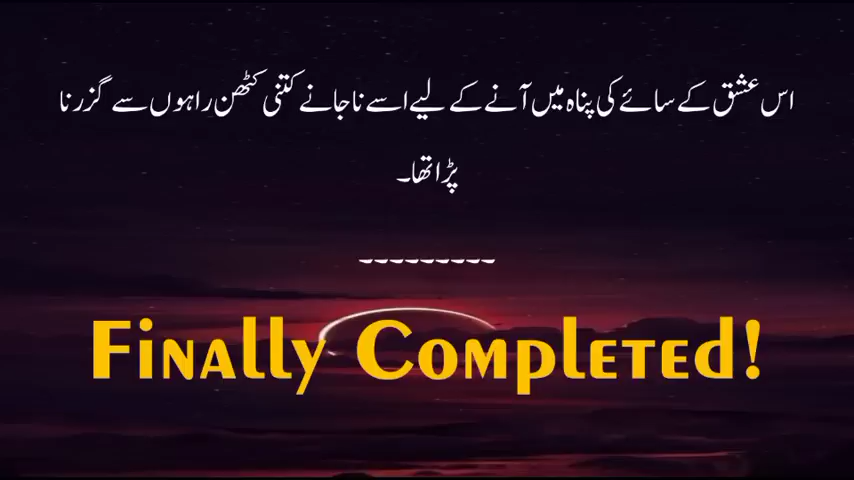 اس عشق کے سائے کی پناہ میں آنے کے لیے اسے ناجانے کتنی کٹھن راہوں سے گزرنا
پڑا تھا۔
---------
Finally Completed!